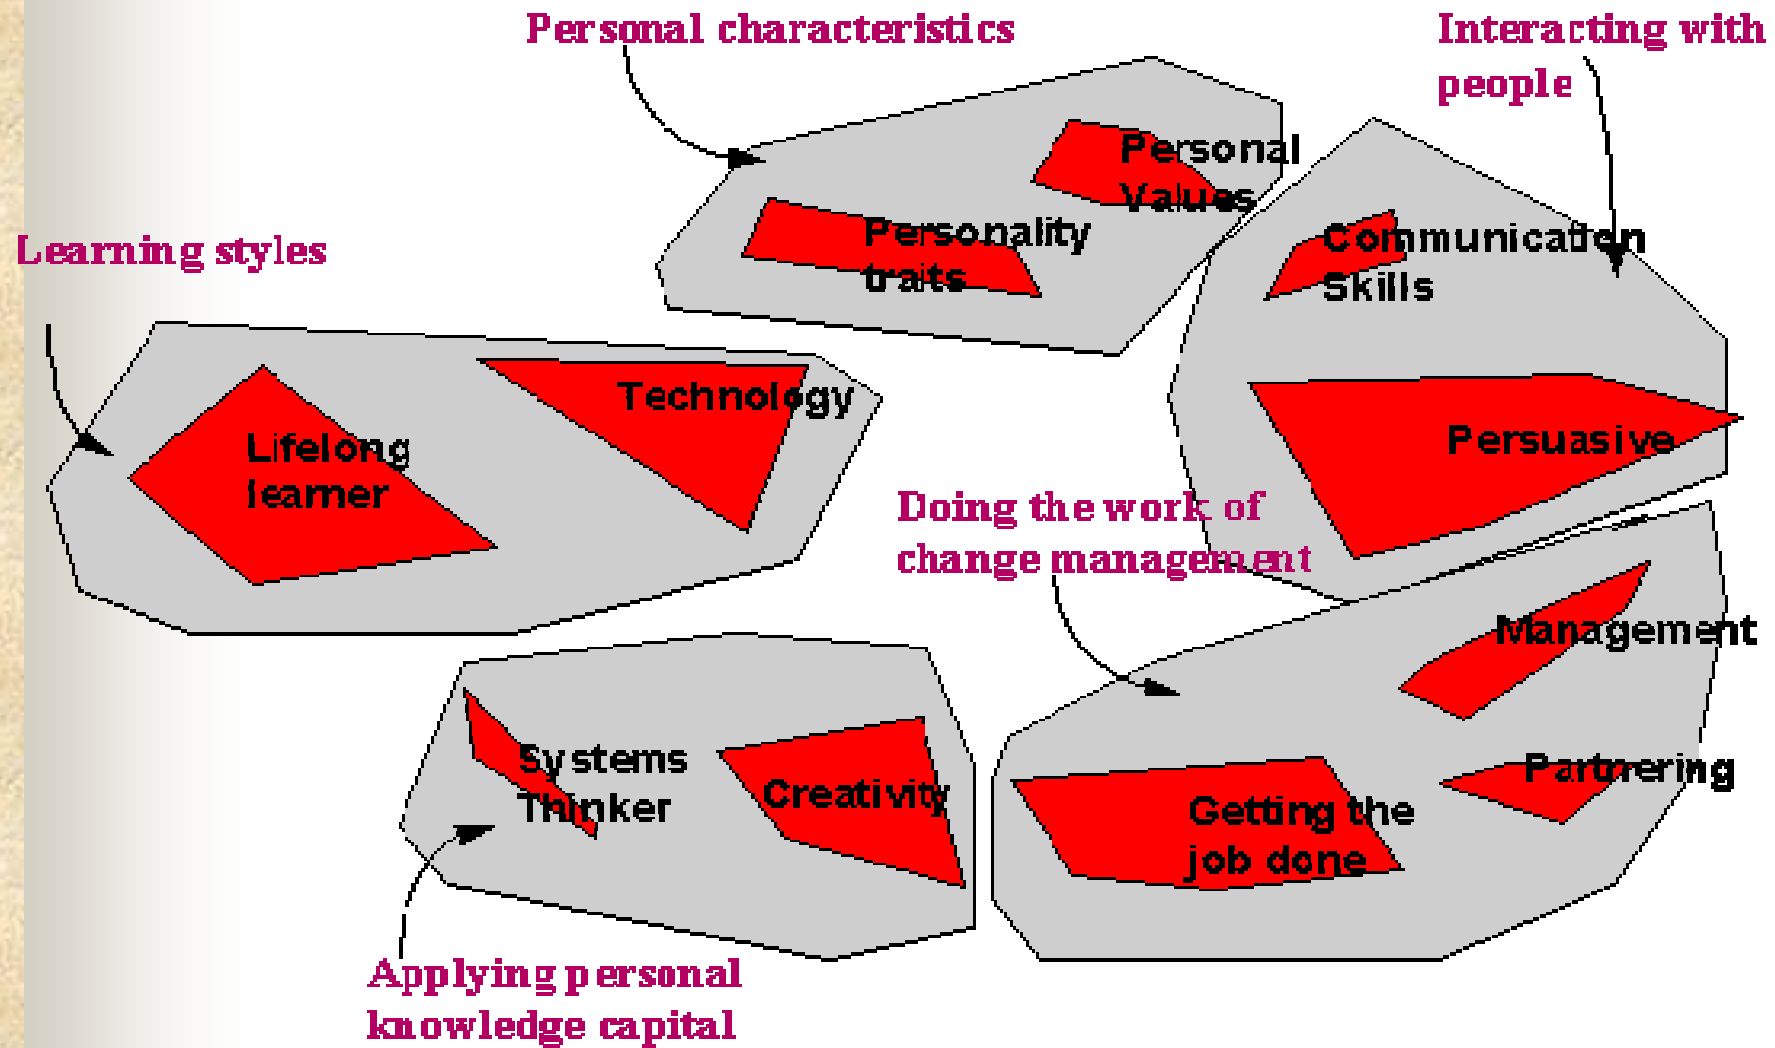 Personal characteristics
Interacting with
people
Personal
Values
Personality
traits
Communication
Skills
Learning styles
Technology
Lifelong
learner
Persuasive
Doing the work of
change management
Management
Systems
Thinker
Creativity
Partnering
Getting the
job done
Applying personal
knowledge capital